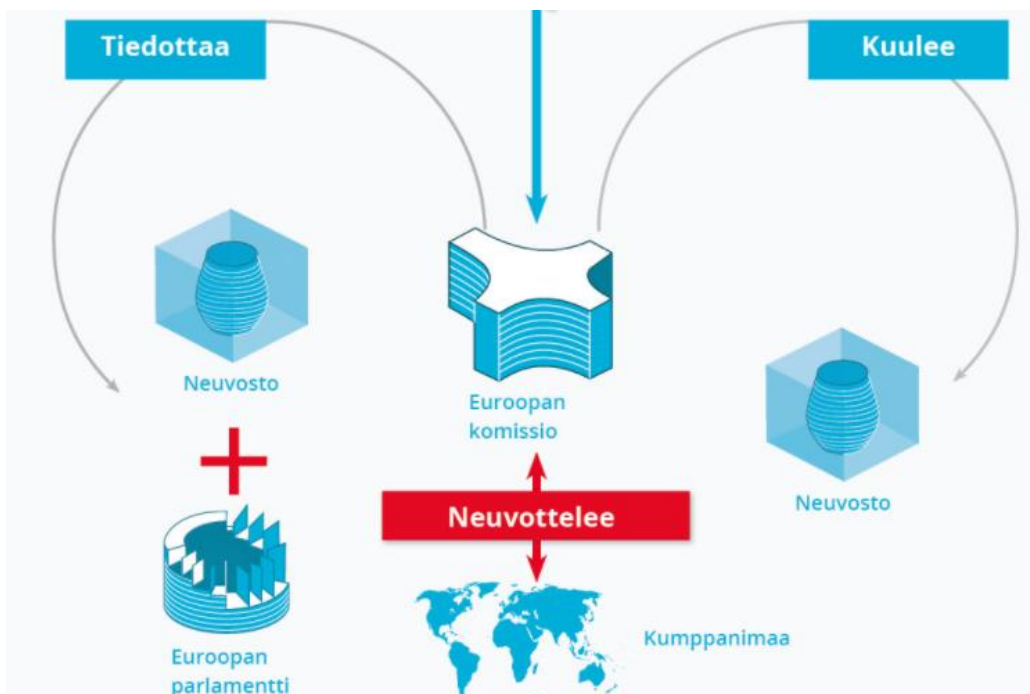 Tiedottaa
Kuulee
Neuvosto
Euroopan
komissio
Neuvosto
Neuvottelee
Euroopan
parlamentti
Kumppanimaa